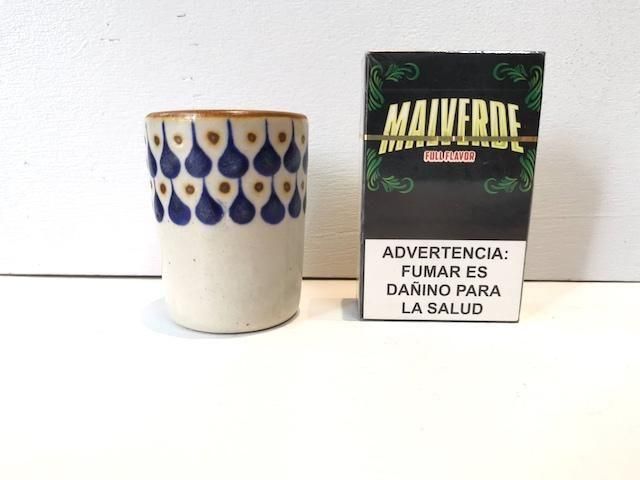 MALVERDE
FULL FLAVOR
ADVERTENCIA:
FUMAR ES
DAÑINO PARA
LA SALUD